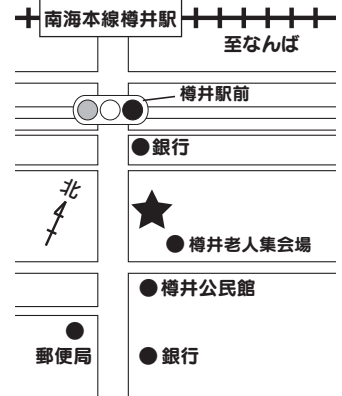 南海本線樽井駅
至なんば
樽井駅前
銀行
北
樽井老人集会場
樽井公民館
郵便局
銀行